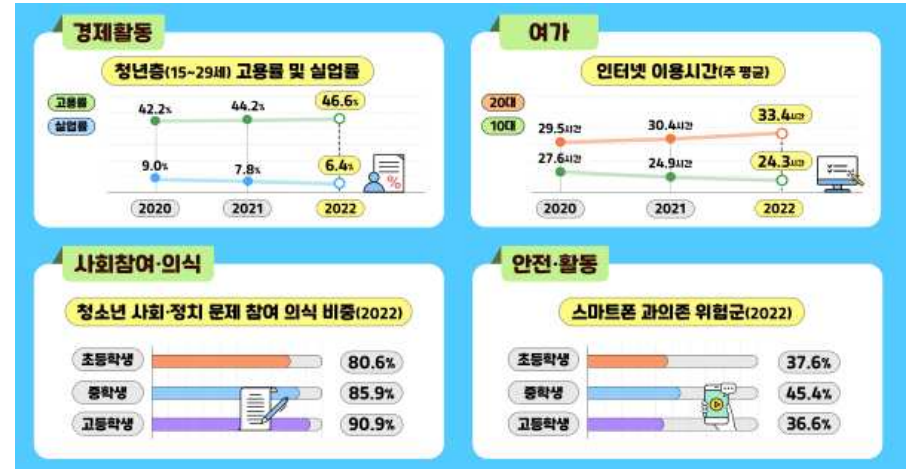 경제활동
청년층(15~29세) 고용률 및 실업률
고용률
실업률
42.2%
44.2%
46.6%
9.0%
7.8%
6.4%
%
2020
2021
2022
여가
인터넷 이용시간(주 평균)
20대
10대
29.5시간
30.4시간
33.4시간
27.6시간
24.9시간
24.3시간
2020
2021
2022
사회참여·의식
청소년 사회·정치 문제 참여 의식 비중(2022)
초등학생 80.6%
중학생 85.9%
고등학생 90.9%
안전·활동
스마트폰 과의존 위험군(2022)
초등학생 37.6%
중학생 45.4%
고등학생 36.6%